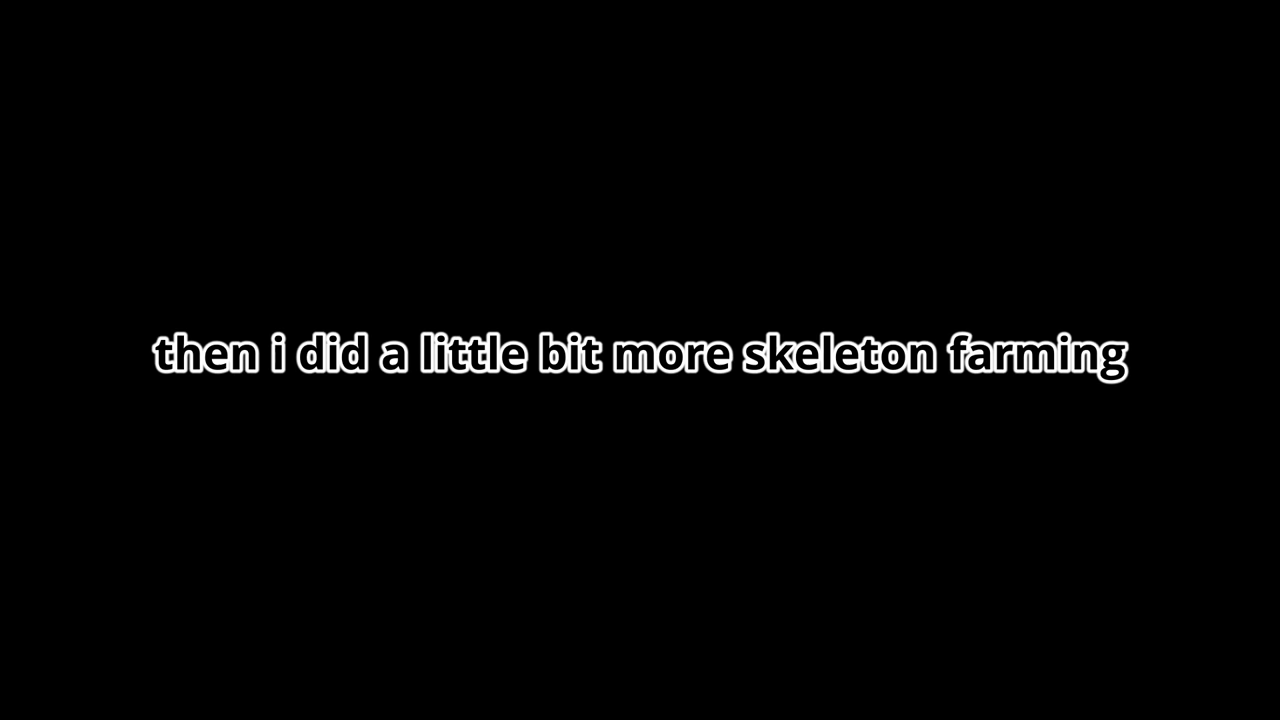 then i did a little bit more skeleton farming